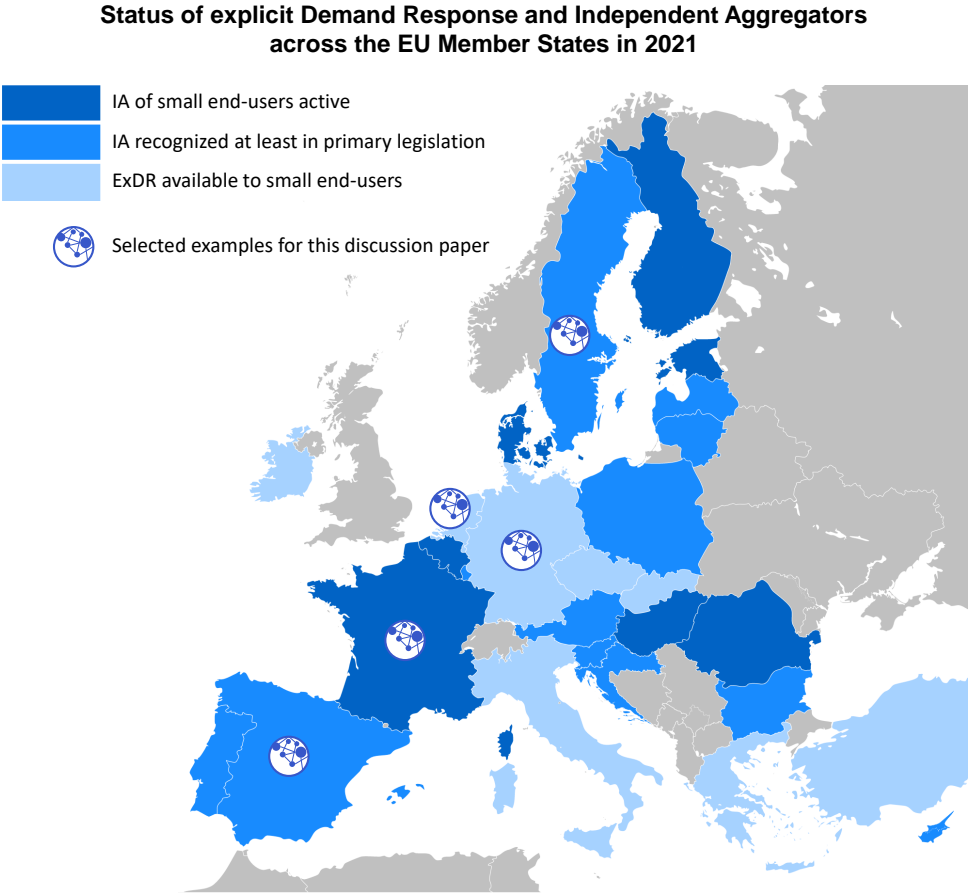 Status of explicit Demand Response and Independent Aggregators
across the EU Member States in 2021
IA of small end-users active
IA recognized at least in primary legislation
ExDR available to small end-users
Selected examples for this discussion paper